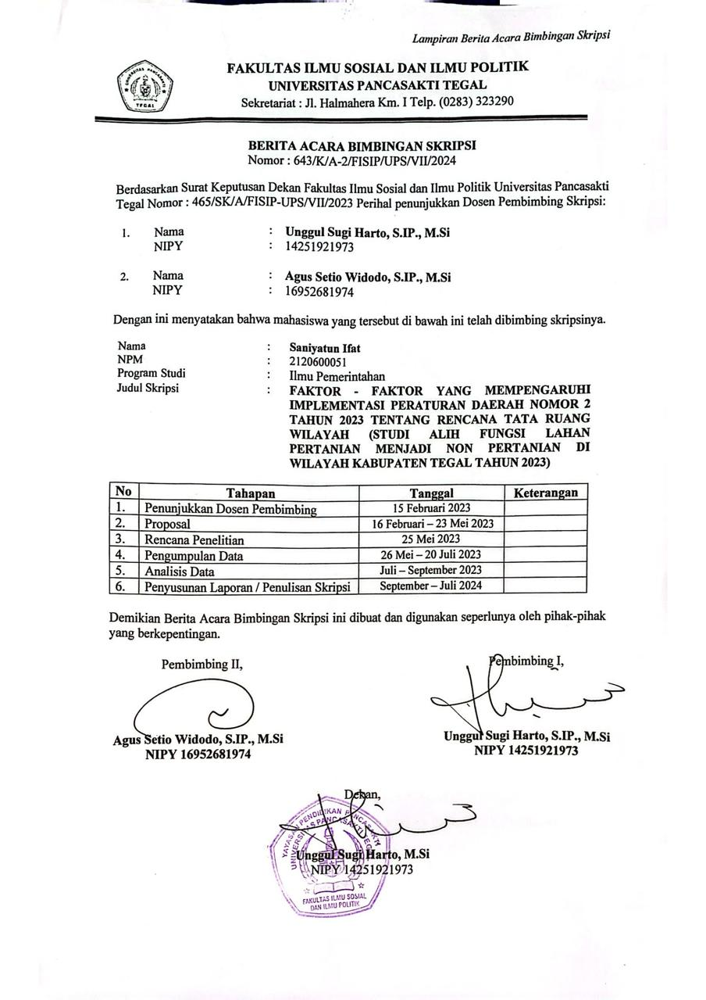 Lampiran Berita Acara Bimbingan Skripsi
UNIVERSITAS PANCASAKTI
TEGAL
FAKULTAS ILMU SOSIAL DAN ILMU POLITIK
UNIVERSITAS PANCASAKTI TEGAL
Sekretariat : Jl. Halmahera Km. I Telp. (0283) 323290
BERITA ACARA BIMBINGAN SKRIPSI
Nomor : 643/K/A-2/FISIP/UPS/VII/2024
Berdasarkan Surat Keputusan Dekan Fakultas Ilmu Sosial dan Ilmu Politik Universitas Pancasakti
Tegal Nomor : 465/SK/A/FISIP-UPS/VII/2023 Perihal penunjukkan Dosen Pembimbing Skripsi:
1. Nama : Unggul Sugi Harto, S.IP., M.Si
NIPY : 14251921973
2. Nama : Agus Setio Widodo, S.IP., M.Si
NIPY : 16952681974
Dengan ini menyatakan bahwa mahasiswa yang tersebut di bawah ini telah dibimbing skripsinya.
Nama : Saniyatun Ifat
NPM : 2120600051
Program Studi : Ilmu Pemerintahan
Judul Skripsi : FAKTOR - FAKTOR YANG MEMPENGARUHI
IMPLEMENTASI PERATURAN DAERAH NOMOR 2
TAHUN 2023 TENTANG RENCANA TATA RUANG
WILAYAH (STUDI ALIH FUNGSI LAHAN
PERTANIAN MENJADI NON PERTANIAN DI
WILAYAH KABUPATEN TEGAL TAHUN 2023)
No Tahapan Tanggal Keterangan
1. Penunjukkan Dosen Pembimbing 15 Februari 2023
2. Proposal 16 Februari – 23 Mei 2023
3. Rencana Penelitian 25 Mei 2023
4. Pengumpulan Data 26 Mei – 20 Juli 2023
5. Analisis Data Juli – September 2023
6. Penyusunan Laporan / Penulisan Skripsi September – Juli 2024
Demikian Berita Acara Bimbingan Skripsi ini dibuat dan digunakan seperlunya oleh pihak-pihak
yang berkepentingan.
Pembimbing II, Pembimbing I,
Agus Setio Widodo, S.IP., M.Si Unggul Sugi Harto, S.IP., M.Si
NIPY 16952681974 NIPY 14251921973
Dekan,
YAYASAN PENDIDIKAN PANCASAKTI
UNIVERSITAS PANCASAKTI TEGAL
Unggul Sugi Harto, M.Si
NIPY 14251921973
FAKULTAS ILMU SOSIAL
DAN ILMU POLITIK